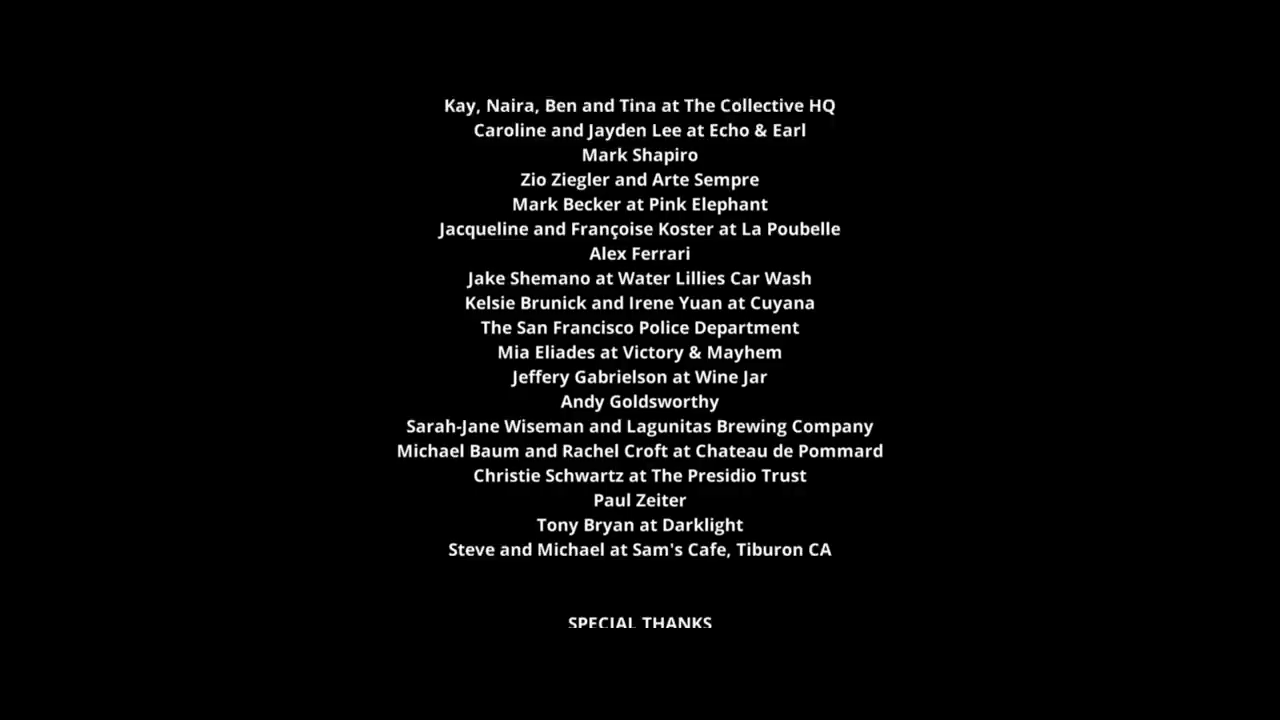 Kay, Naira, Ben and Tina at The Collective HQ
Caroline and Jayden Lee at Echo & Earl
Mark Shapiro
Zio Ziegler and Arte Sempre
Mark Becker at Pink Elephant
Jacqueline and Françoise Koster at La Poubelle
Alex Ferrari
Jake Shemano at Water Lillies Car Wash
Kelsie Brunick and Irene Yuan at Cuyana
The San Francisco Police Department
Mia Eliades at Victory & Mayhem
Jeffery Gabrielson at Wine Jar
Andy Goldsworthy
Sarah-Jane Wiseman and Lagunitas Brewing Company
Michael Baum and Rachel Croft at Chateau de Pommard
Christie Schwartz at The Presidio Trust
Paul Zeiter
Tony Bryan at Darklight
Steve and Michael at Sam's Cafe, Tiburon CA
SPECIAL THANKS